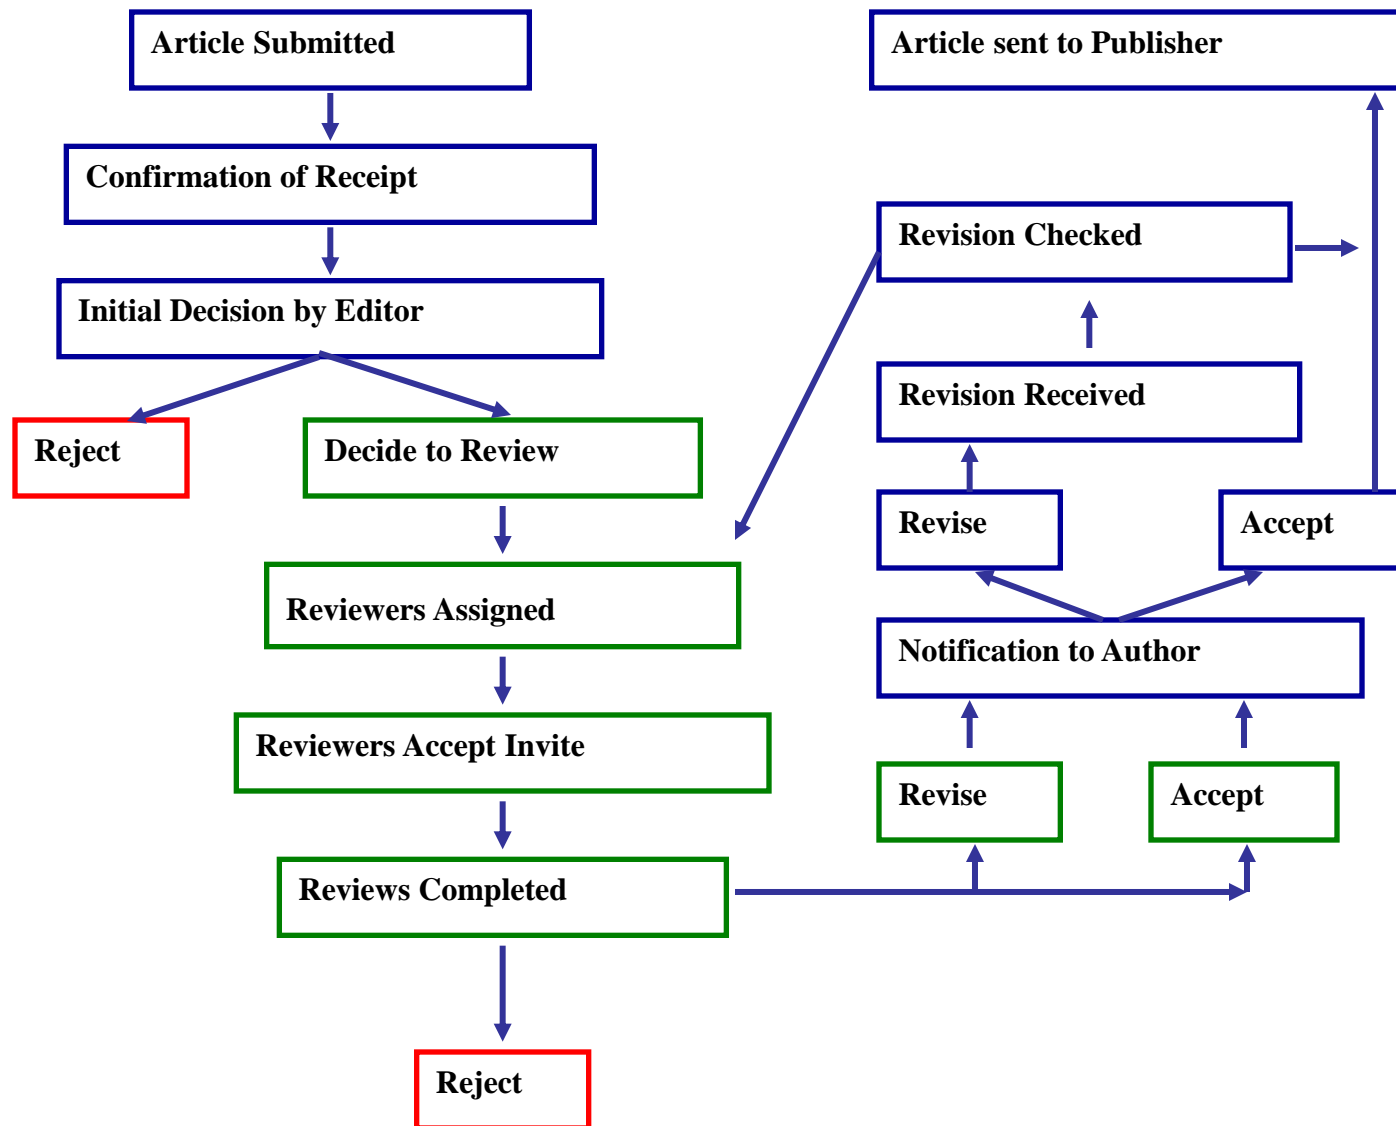 Article Submitted
Confirmation of Receipt
Initial Decision by Editor
Reject
Decide to Review
Reviewers Assigned
Reviewers Accept Invite
Reviews Completed
Reject
Article sent to Publisher
Revision Checked
Revision Received
Revise
Accept
Notification to Author
Revise
Accept